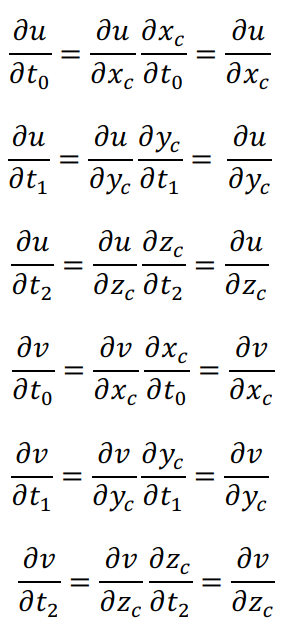 ∂u/∂t₀ = ∂u/∂x_c ∂x_c/∂t₀ = ∂u/∂x_c
∂u/∂t₁ = ∂u/∂y_c ∂y_c/∂t₁ = ∂u/∂y_c
∂u/∂t₂ = ∂u/∂z_c ∂z_c/∂t₂ = ∂u/∂z_c
∂v/∂t₀ = ∂v/∂x_c ∂x_c/∂t₀ = ∂v/∂x_c
∂v/∂t₁ = ∂v/∂y_c ∂y_c/∂t₁ = ∂v/∂y_c
∂v/∂t₂ = ∂v/∂z_c ∂z_c/∂t₂ = ∂v/∂z_c